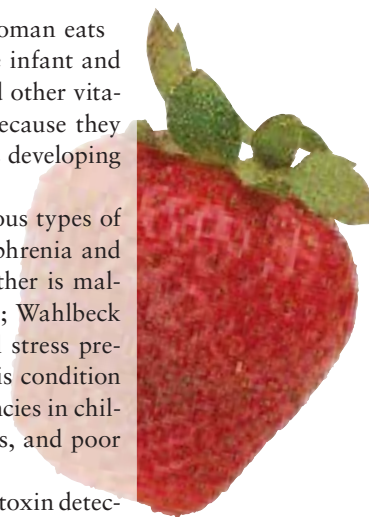 oman eats
e infant and
d other vita-
ecause they
developing
ous types of
phrenia and
ther is mal-
; Wahlbeck
l stress pre-
is condition
ncies in chil-
s, and poor
toxin detec-